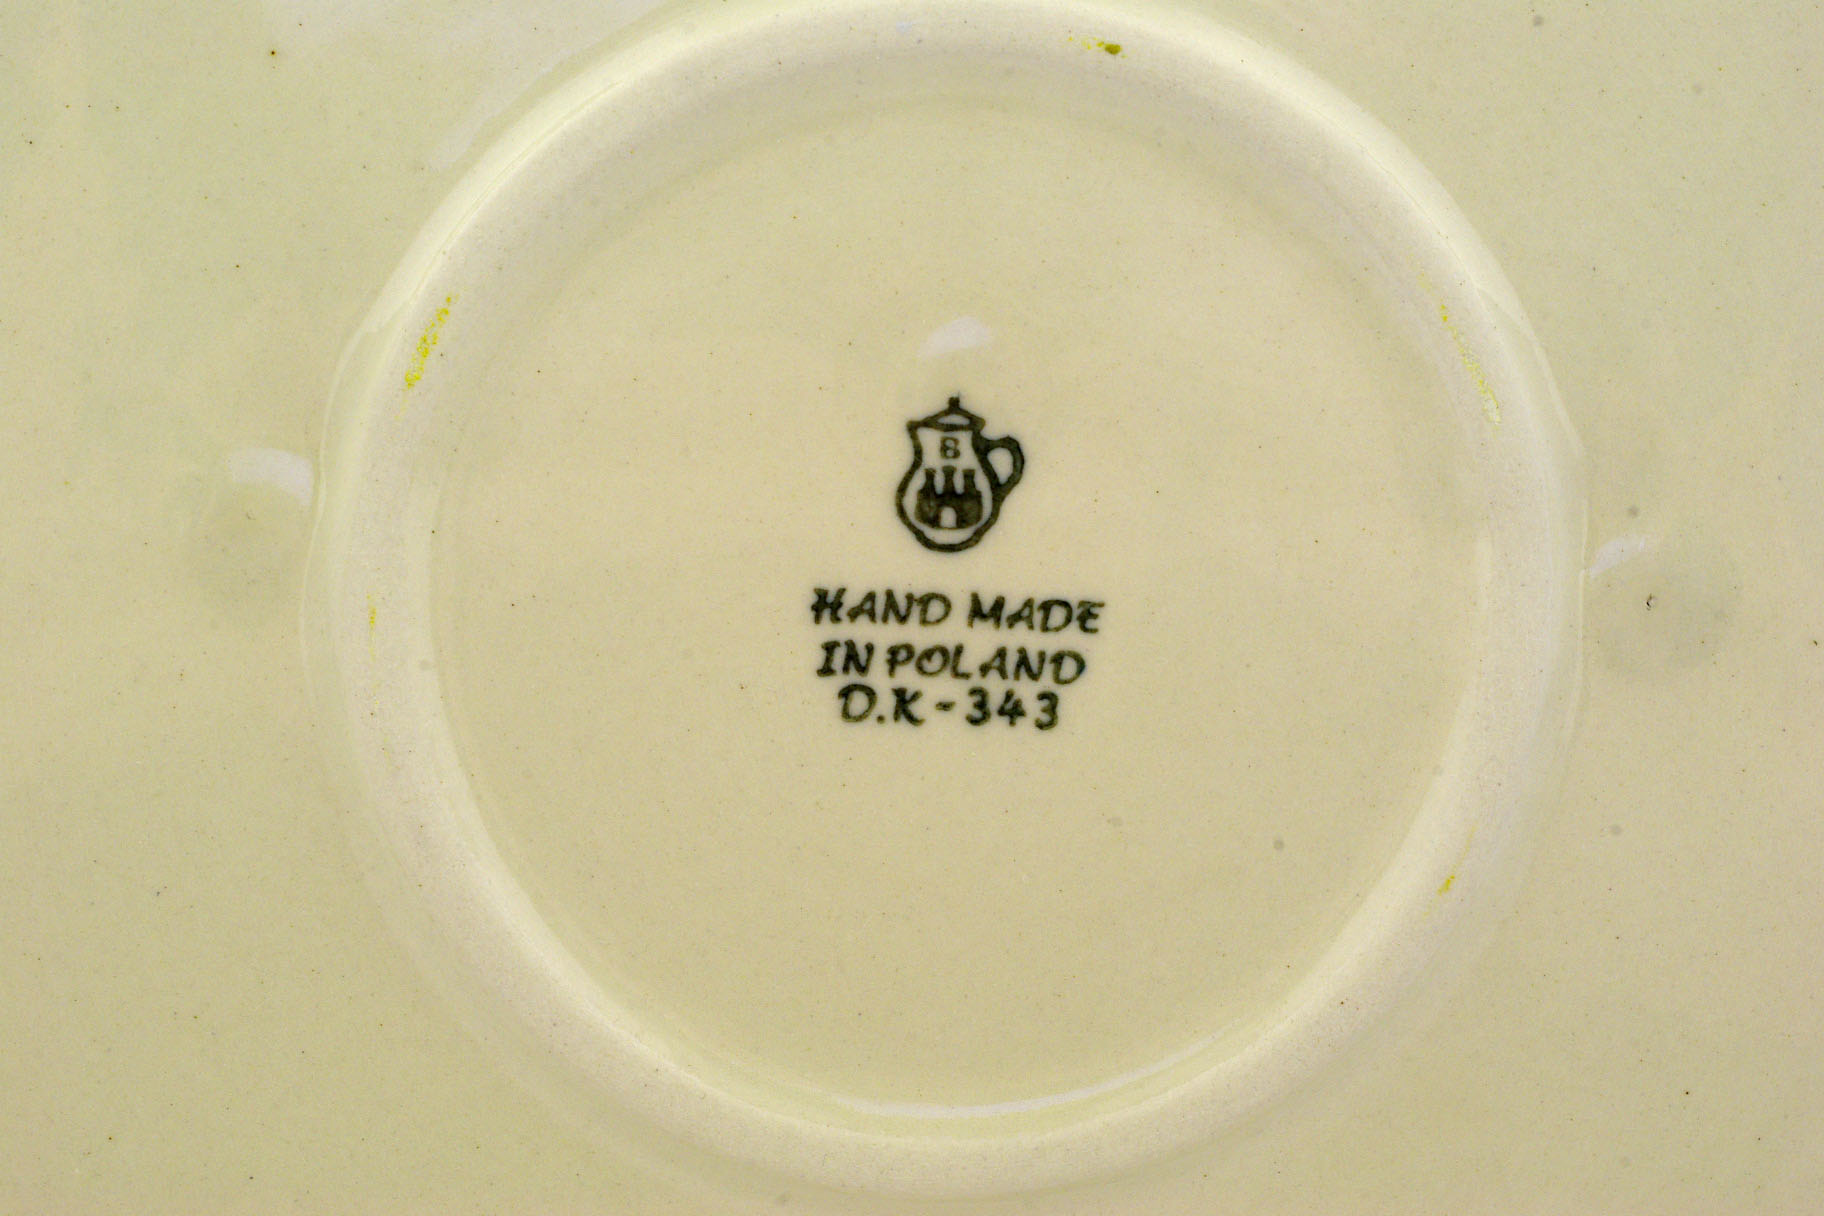 B
HAND MADE
IN POLAND
D.K-343